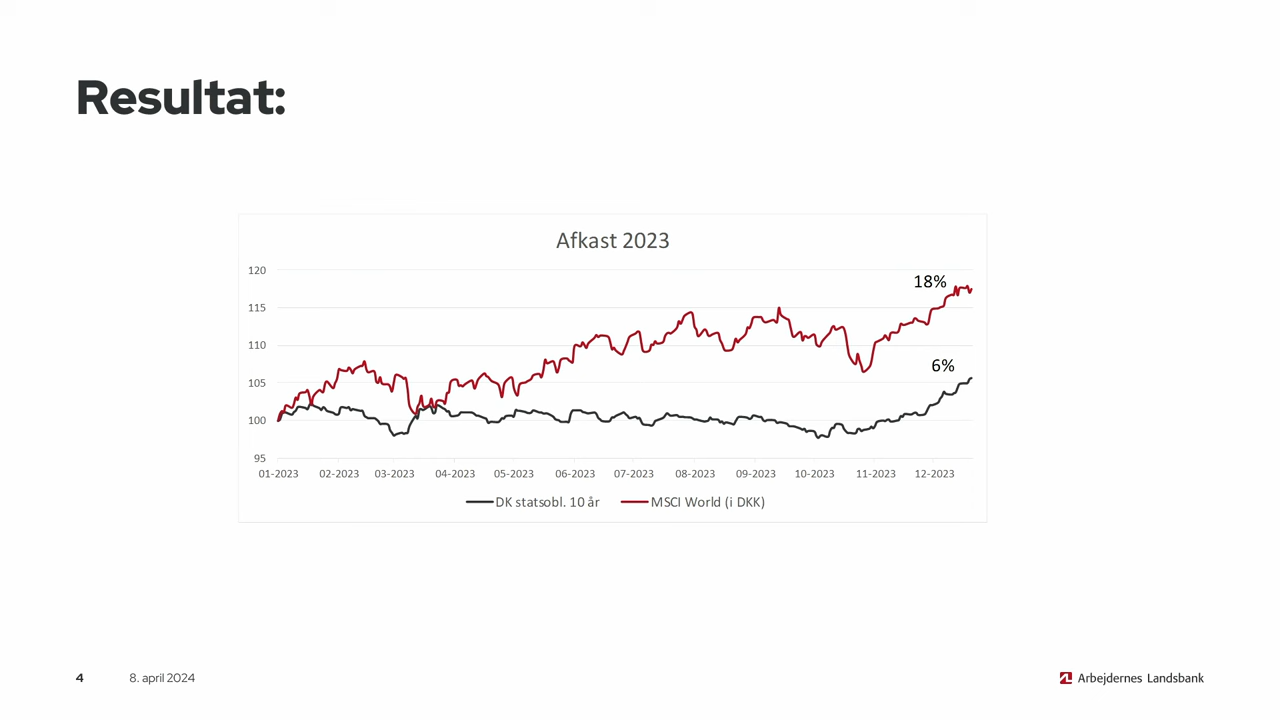 Resultat:
Afkast 2023
120
115
110
105
100
95
18%
6%
01-2023 02-2023 03-2023 04-2023 05-2023 06-2023 07-2023 08-2023 09-2023 10-2023 11-2023 12-2023
DK statsobl. 10 år MSCI World (i DKK)
4 8. april 2024 Arbejdernes Landsbank